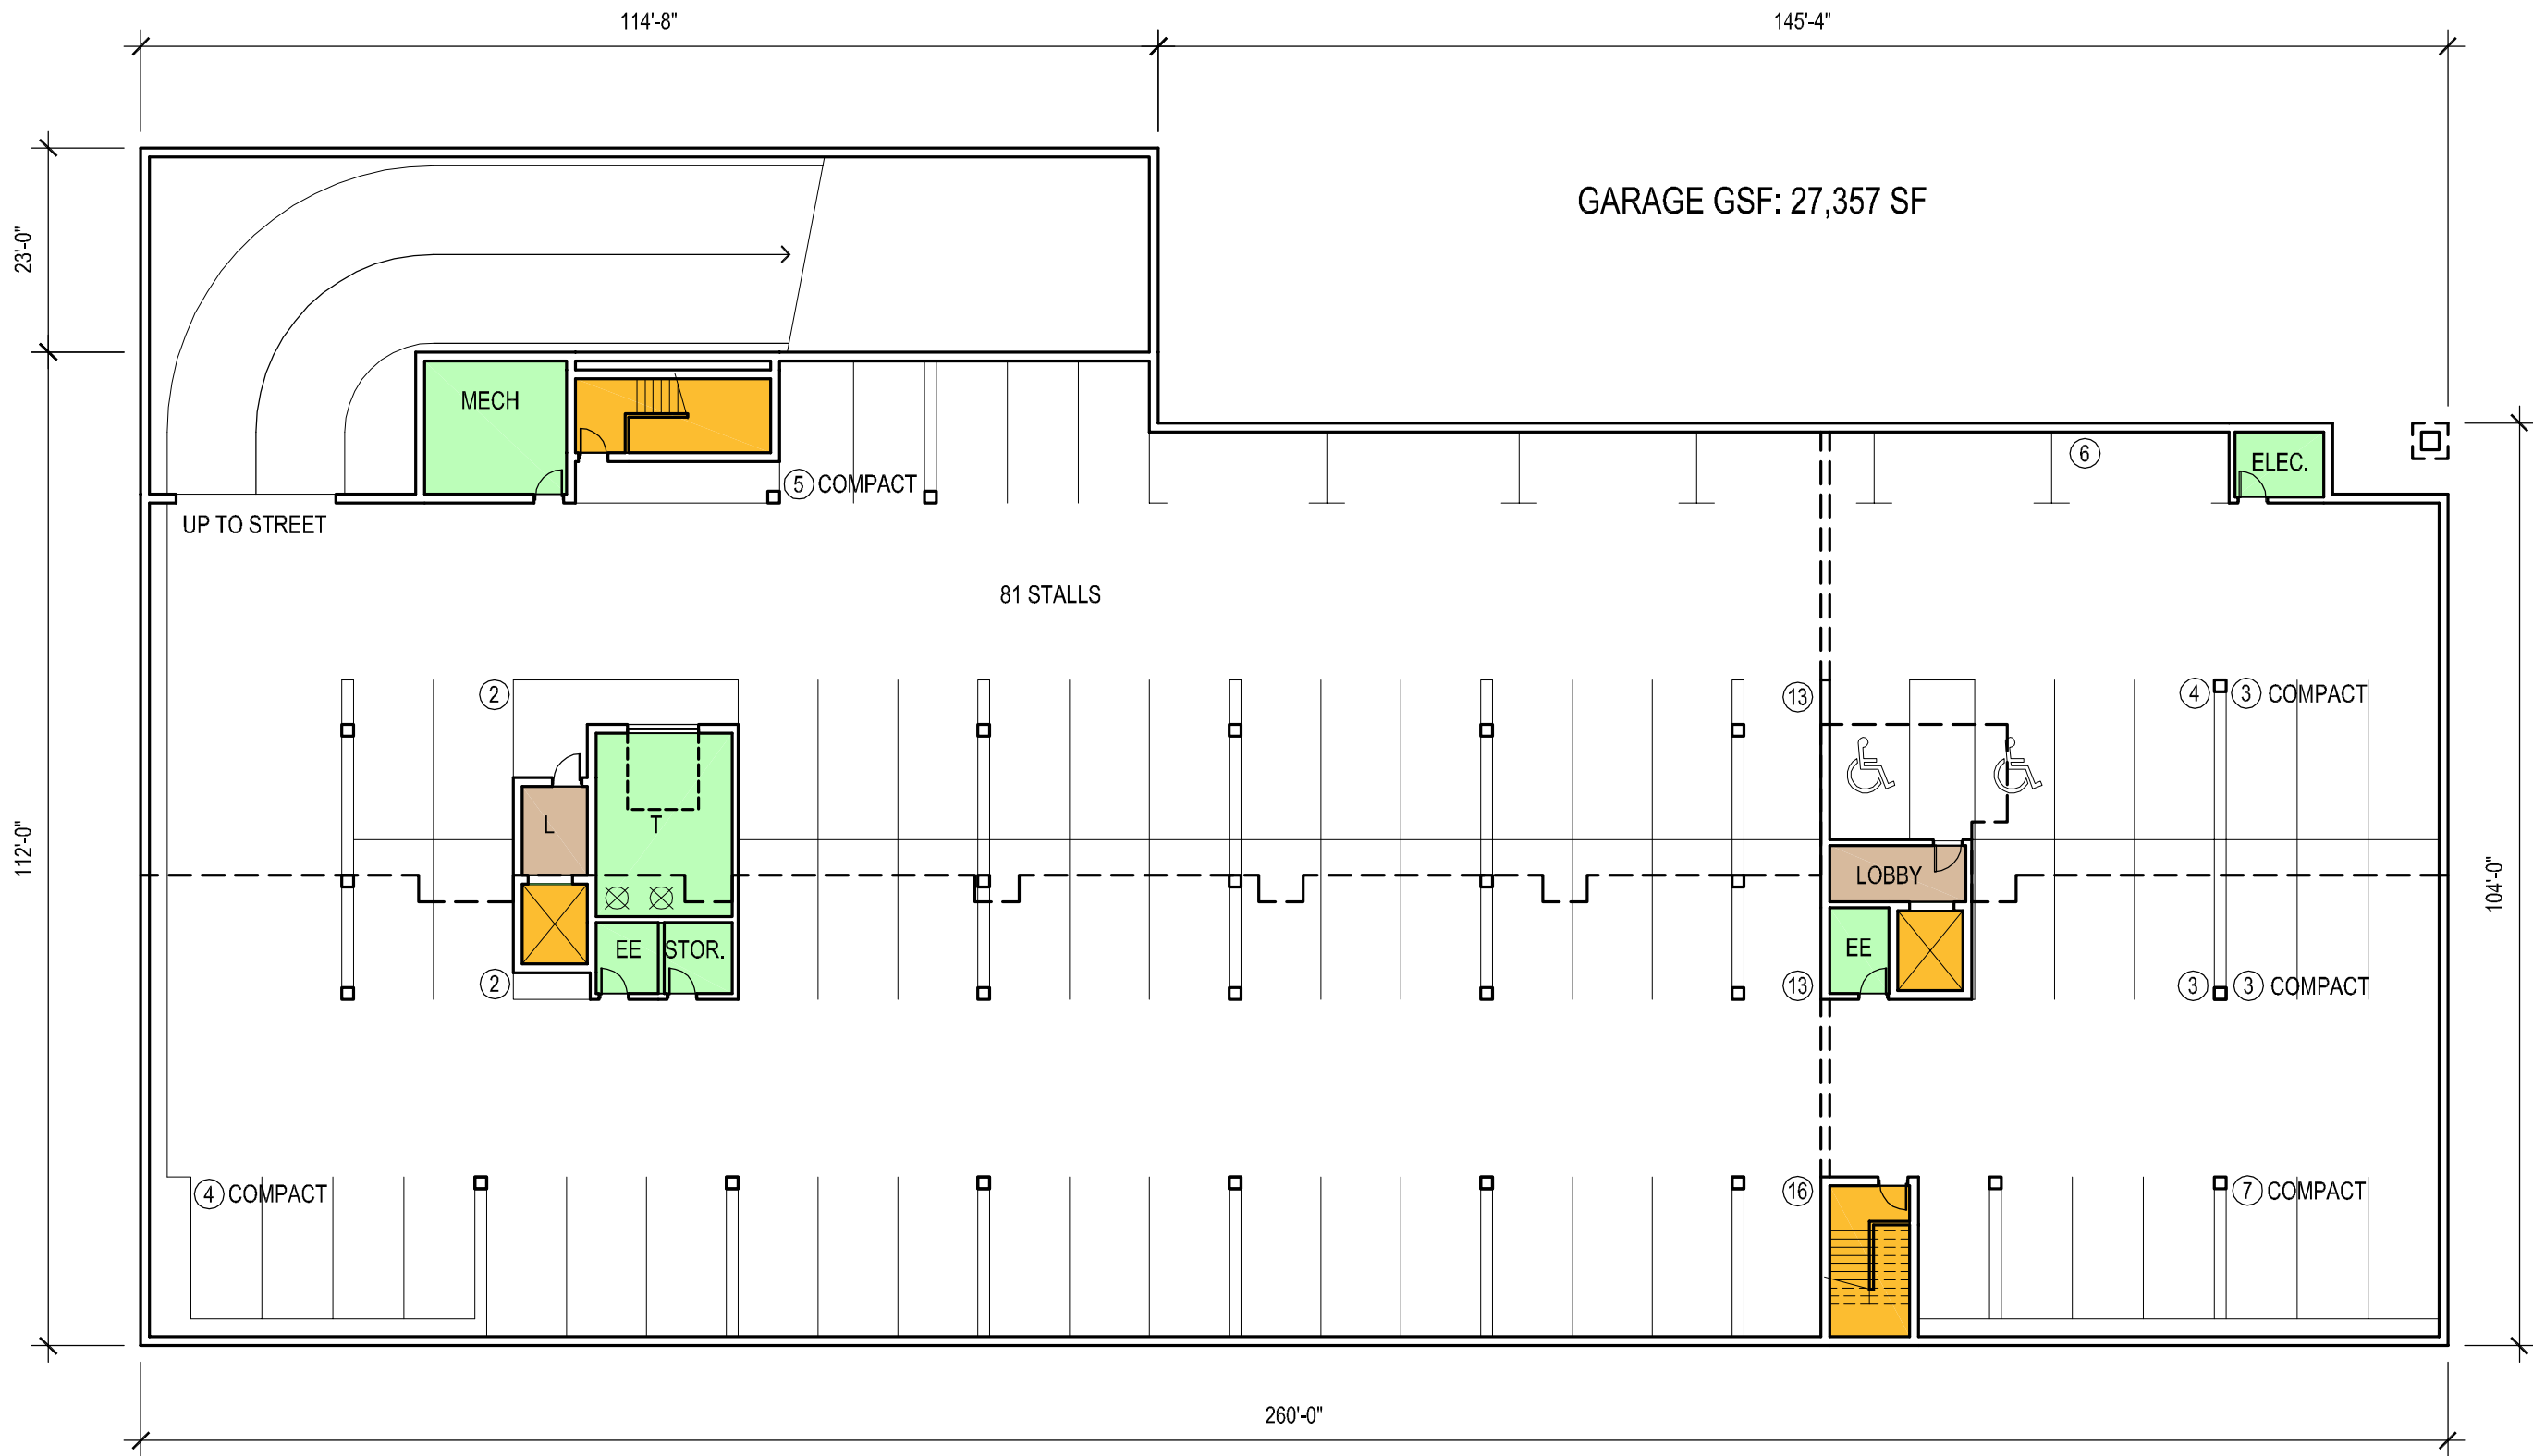 114'-8"
145'-4"
GARAGE GSF: 27,357 SF
23'-0"
MECH
6
ELEC.
5 COMPACT
UP TO STREET
81 STALLS
2
13
4
3 COMPACT
L
T
112'-0"
LOBBY
104'-0"
EE
STOR.
EE
2
13
3
3 COMPACT
4 COMPACT
16
7 COMPACT
260'-0"